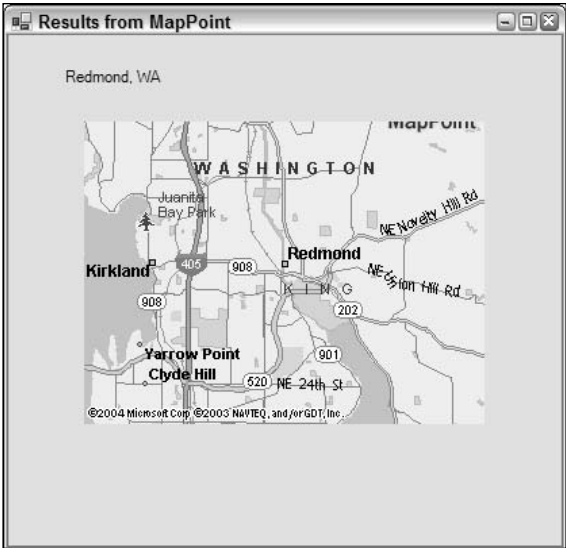 Results from MapPoint
Redmond, WA
MapPoint
WASHINGTON
Juanita
Bay Park
NE Novelty Hill Rd
Redmond
Kirkland
405
908
NE Union Hill Rd
KING
908
202
Yarrow Point
901
Clyde Hill
520
NE 24th St
©2004 Microsoft Corp ©2003 NAVTEQ, and/or GDT, Inc.